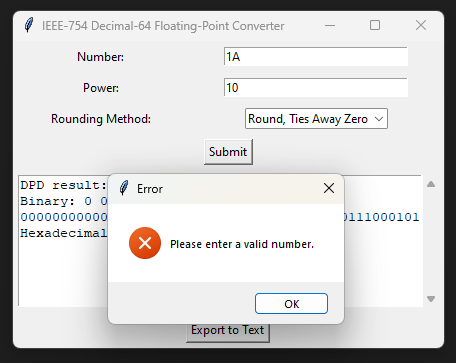 IEEE-754 Decimal-64 Floating-Point Converter
Number: 1A
Power: 10
Rounding Method: Round, Ties Away Zero
Submit
DPD result:
Binary: 0 0
0000000000 0111000101
Hexadecimal
Error
Please enter a valid number.
OK
Export to Text